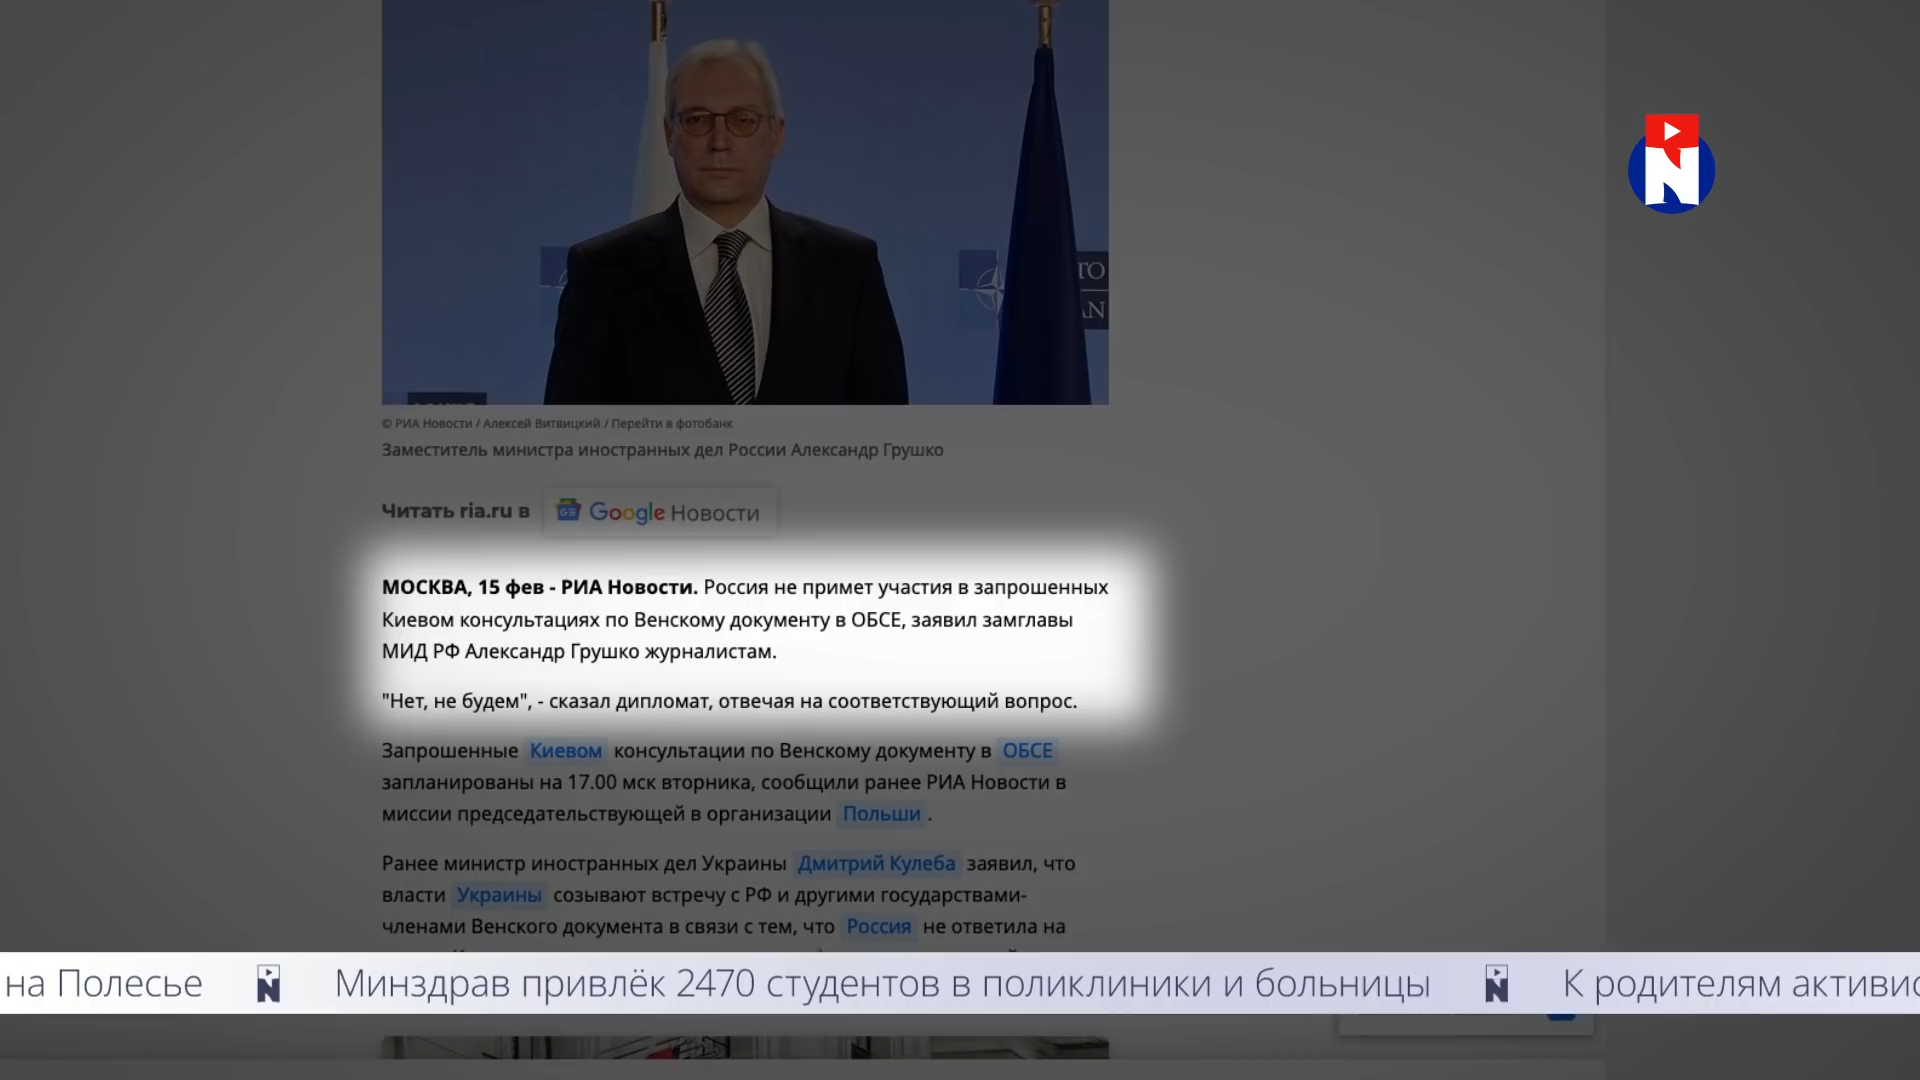 TO
AN
© РИА Новости / Алексей Витвицкий / Перейти в фотобанк
Заместитель министра иностранных дел России Александр Грушко
Читать ria.ru в Google Новости
МОСКВА, 15 фев - РИА Новости. Россия не примет участия в запрошенных
Киевом консультациях по Венскому документу в ОБСЕ, заявил замглавы
МИД РФ Александр Грушко журналистам.
"Нет, не будем", - сказал дипломат, отвечая на соответствующий вопрос.
Запрошенные Киевом консультации по Венскому документу в ОБСЕ
запланированы на 17.00 мск вторника, сообщили ранее РИА Новости в
миссии председательствующей в организации Польши .
Ранее министр иностранных дел Украины Дмитрий Кулеба заявил, что
власти Украины созывают встречу с РФ и другими государствами-
членами Венского документа в связи с тем, что Россия не ответила на
на Полесье N Минздрав привлёк 2470 студентов в поликлиники и больницы N К родителям активис